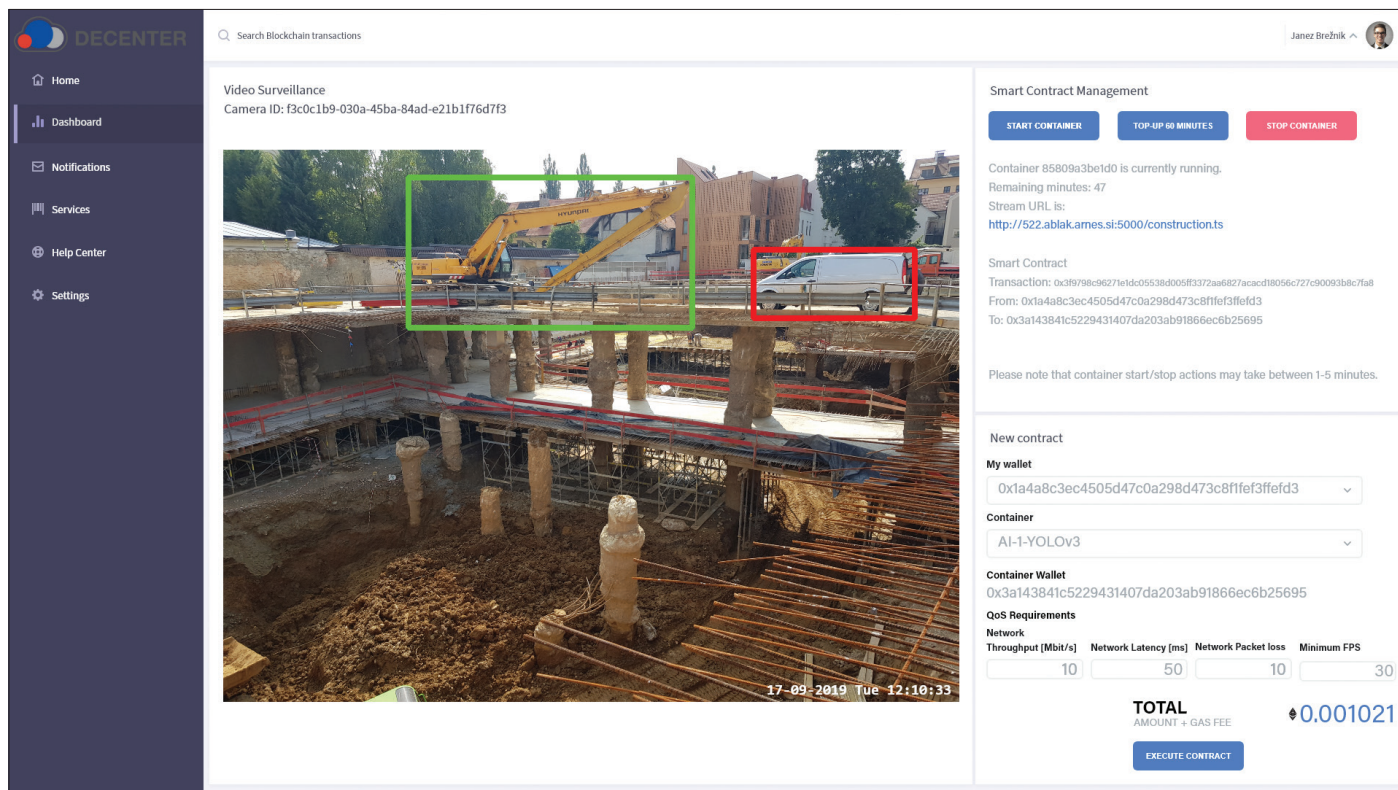 DECENTER
Search Blockchain transactions
Janez Brežnik
Home
Dashboard
Notifications
Services
Help Center
Settings
Video Surveillance
Camera ID: f3c0c1b9-030a-45ba-84ad-e21b1f76d7f3
HYUNDAI
17-09-2019 Tue 12:10:33
Smart Contract Management
START CONTAINER TOP-UP 60 MINUTES STOP CONTAINER
Container 85809a3be1d0 is currently running.
Remaining minutes: 47
Stream URL is:
http://522.ablak.arnes.si:5000/construction.ts
Smart Contract
Transaction: 0x3f9798c96271e1dc05538d005ff3372aa6827acacd18056c727c90093b8c7fa8
From: 0x1a4a8c3ec4505d47c0a298d473c8f1fef3ffefd3
To: 0x3a143841c5229431407da203ab91866ec6b25695
Please note that container start/stop actions may take between 1-5 minutes.
New contract
My wallet
0x1a4a8c3ec4505d47c0a298d473c8f1fef3ffefd3
Container
AI-1-YOLOv3
Container Wallet
0x3a143841c5229431407da203ab91866ec6b25695
QoS Requirements
Network
Throughput [Mbit/s] Network Latency [ms] Network Packet loss Minimum FPS
10 50 10 30
TOTAL
AMOUNT + GAS FEE
0.001021
EXECUTE CONTRACT